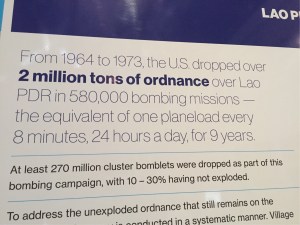 LAO P
From 1964 to 1973, the U.S. dropped over
2 million tons of ordnance over Lao
PDR in 580,000 bombing missions —
the equivalent of one planeload every
8 minutes, 24 hours a day, for 9 years.
At least 270 million cluster bomblets were dropped as part of this
bombing campaign, with 10 – 30% having not exploded.
To address the unexploded ordnance that still remains on the
is conducted in a systematic manner. Village